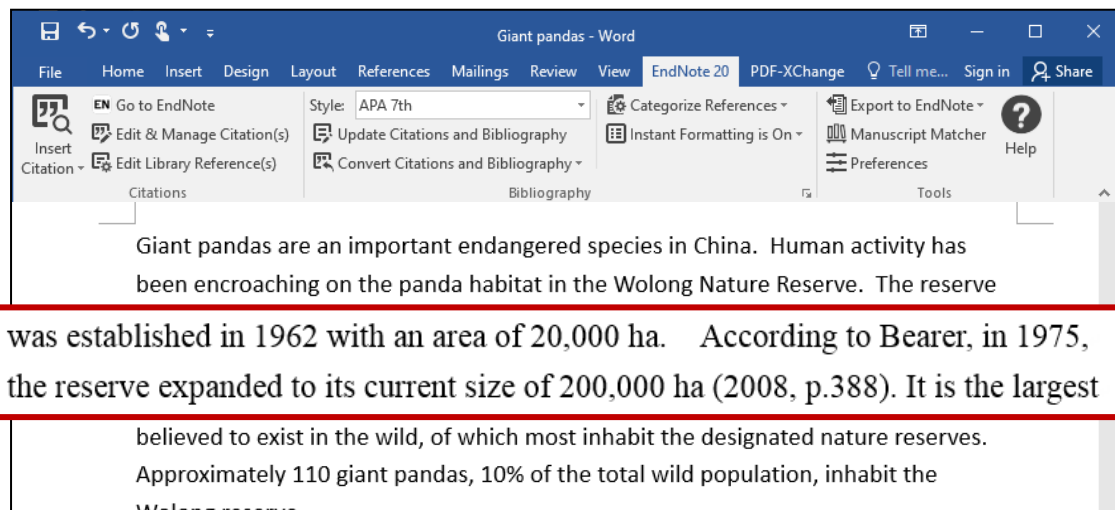 Giant pandas - Word
File Home Insert Design Layout References Mailings Review View EndNote 20 PDF-XChange Tell me... Sign in Share
Insert Citation
EN Go to EndNote
Edit & Manage Citation(s)
Edit Library Reference(s)
Citations
Style: APA 7th
Update Citations and Bibliography
Convert Citations and Bibliography
Categorize References
Instant Formatting is On
Bibliography
Export to EndNote
Manuscript Matcher
Preferences
Tools
?
Help
Giant pandas are an important endangered species in China. Human activity has
been encroaching on the panda habitat in the Wolong Nature Reserve. The reserve
was established in 1962 with an area of 20,000 ha. According to Bearer, in 1975,
the reserve expanded to its current size of 200,000 ha (2008, p.388). It is the largest
believed to exist in the wild, of which most inhabit the designated nature reserves.
Approximately 110 giant pandas, 10% of the total wild population, inhabit the
Wolong reserve.